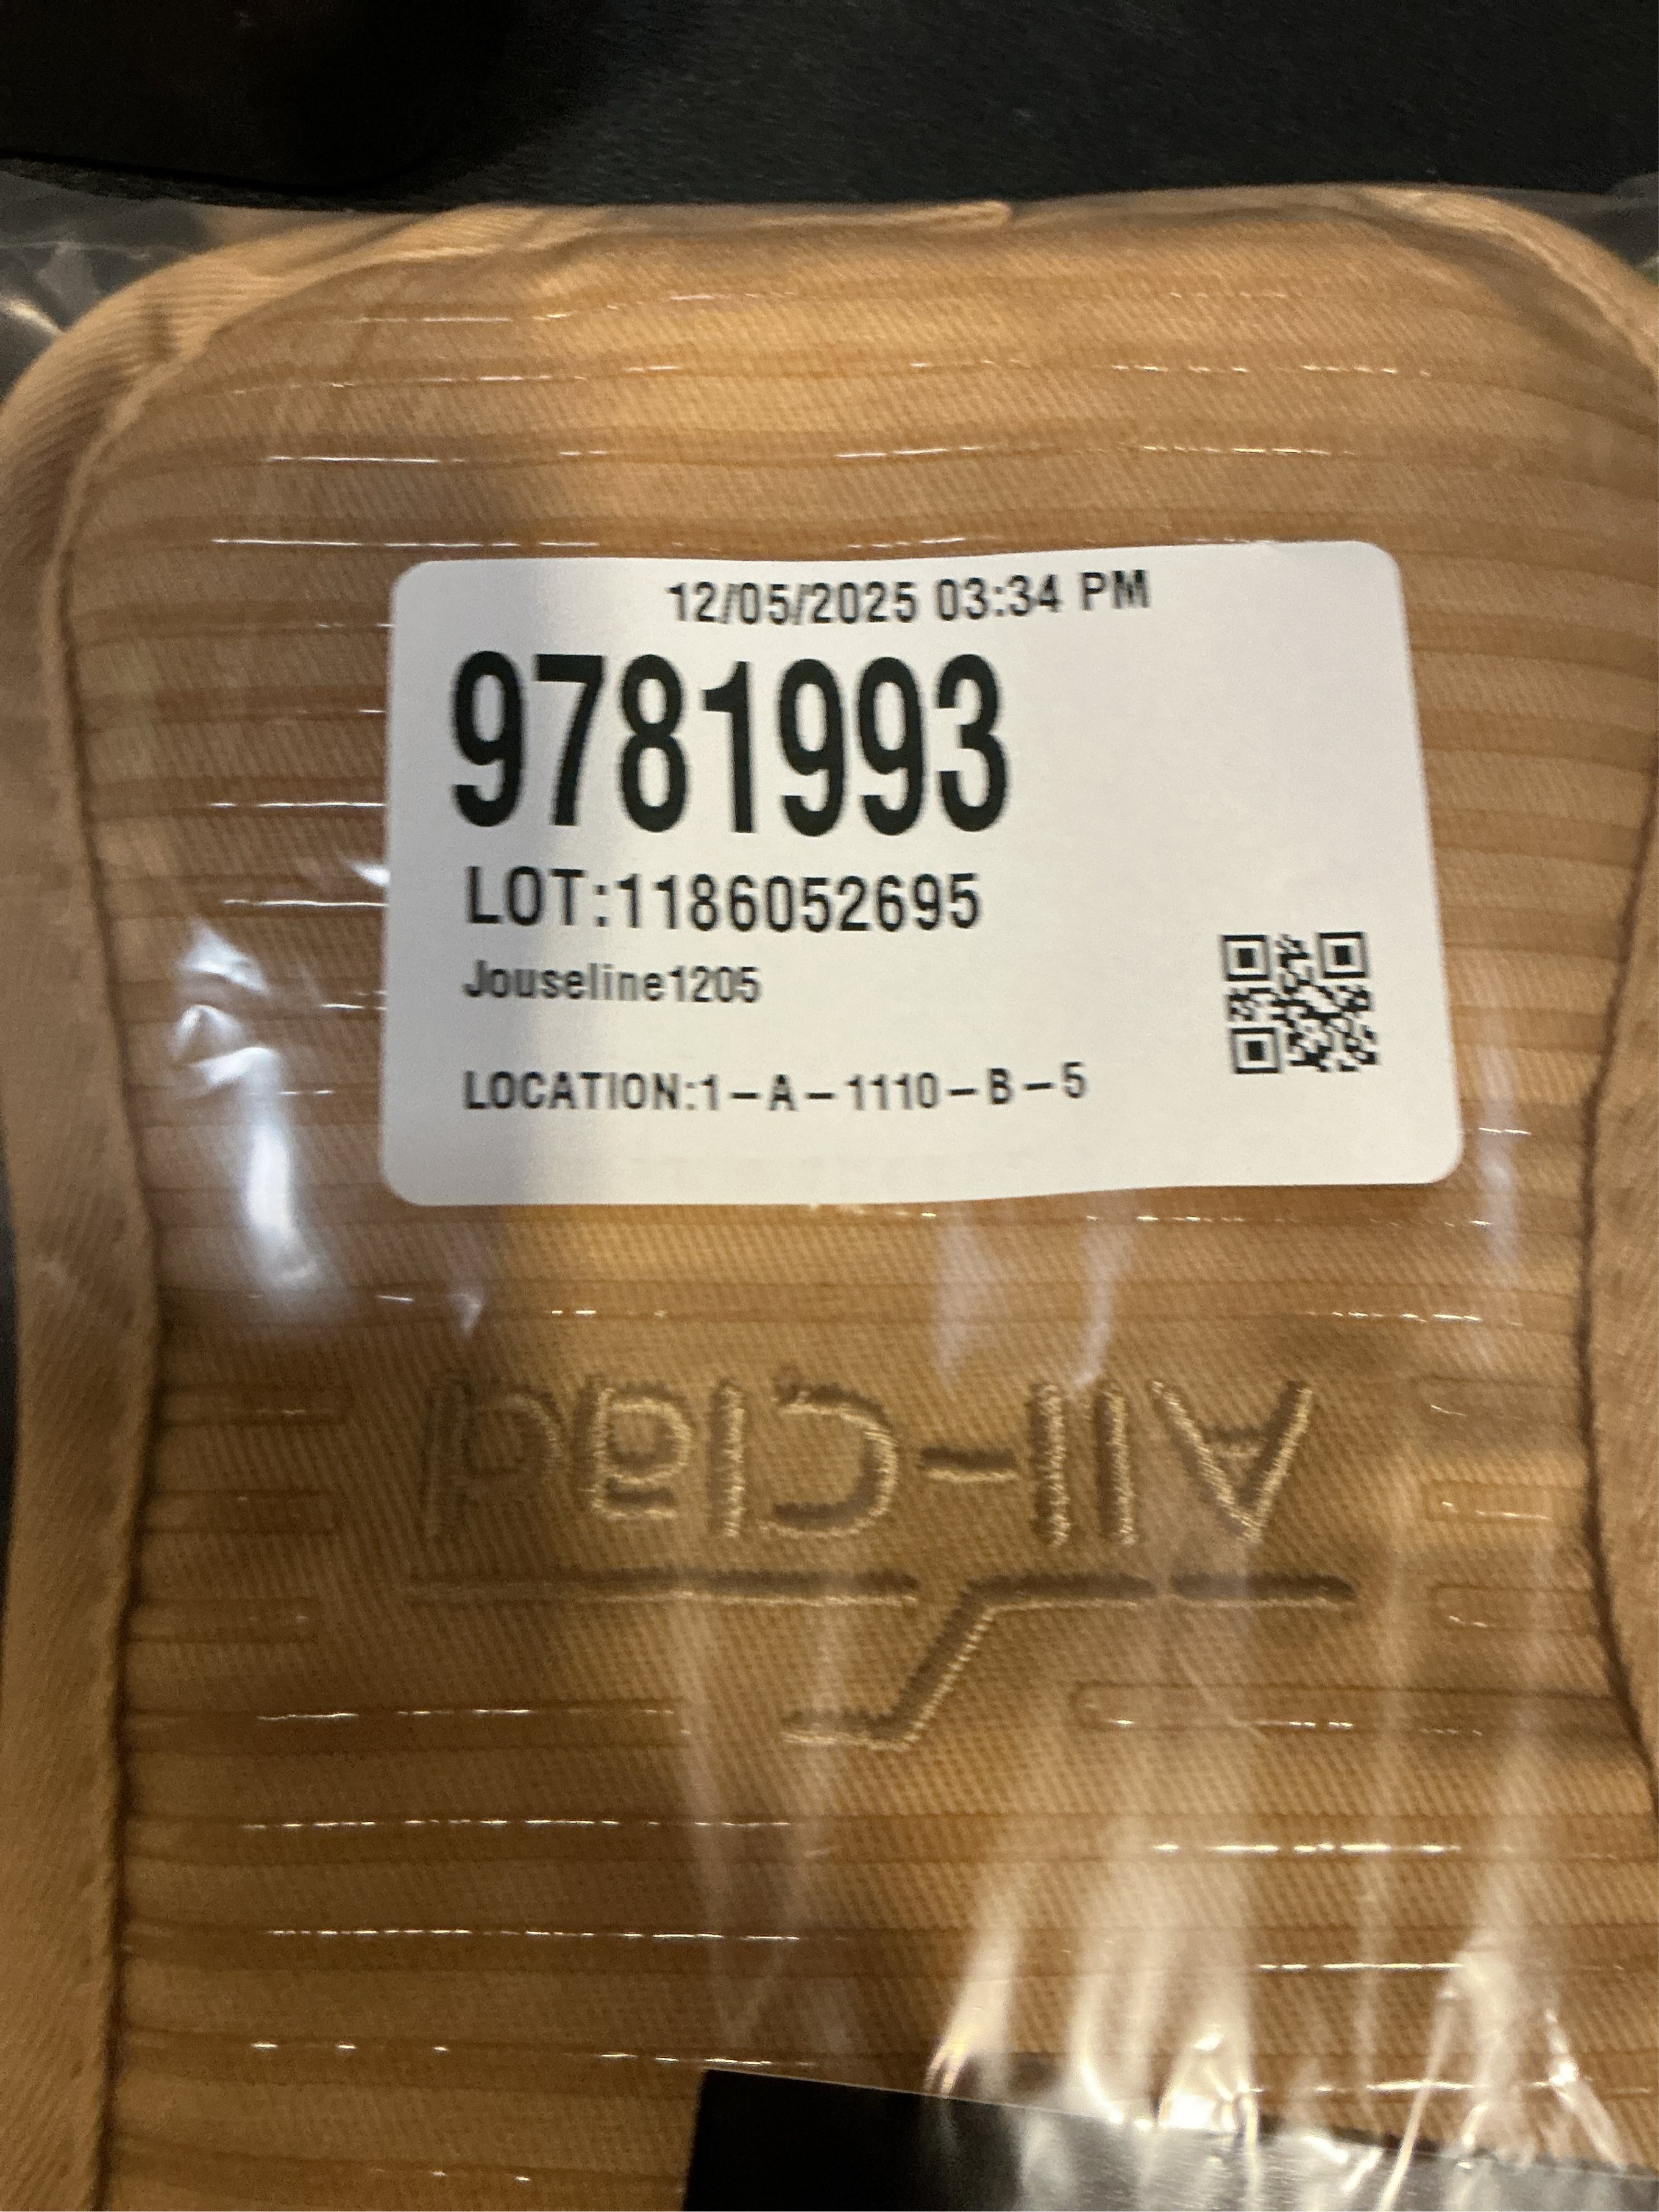 12/05/2025 03:34 PM
9781993
LOT:1186052695
Jouseline1205
LOCATION:1-A-1110-B-5
All-Clad